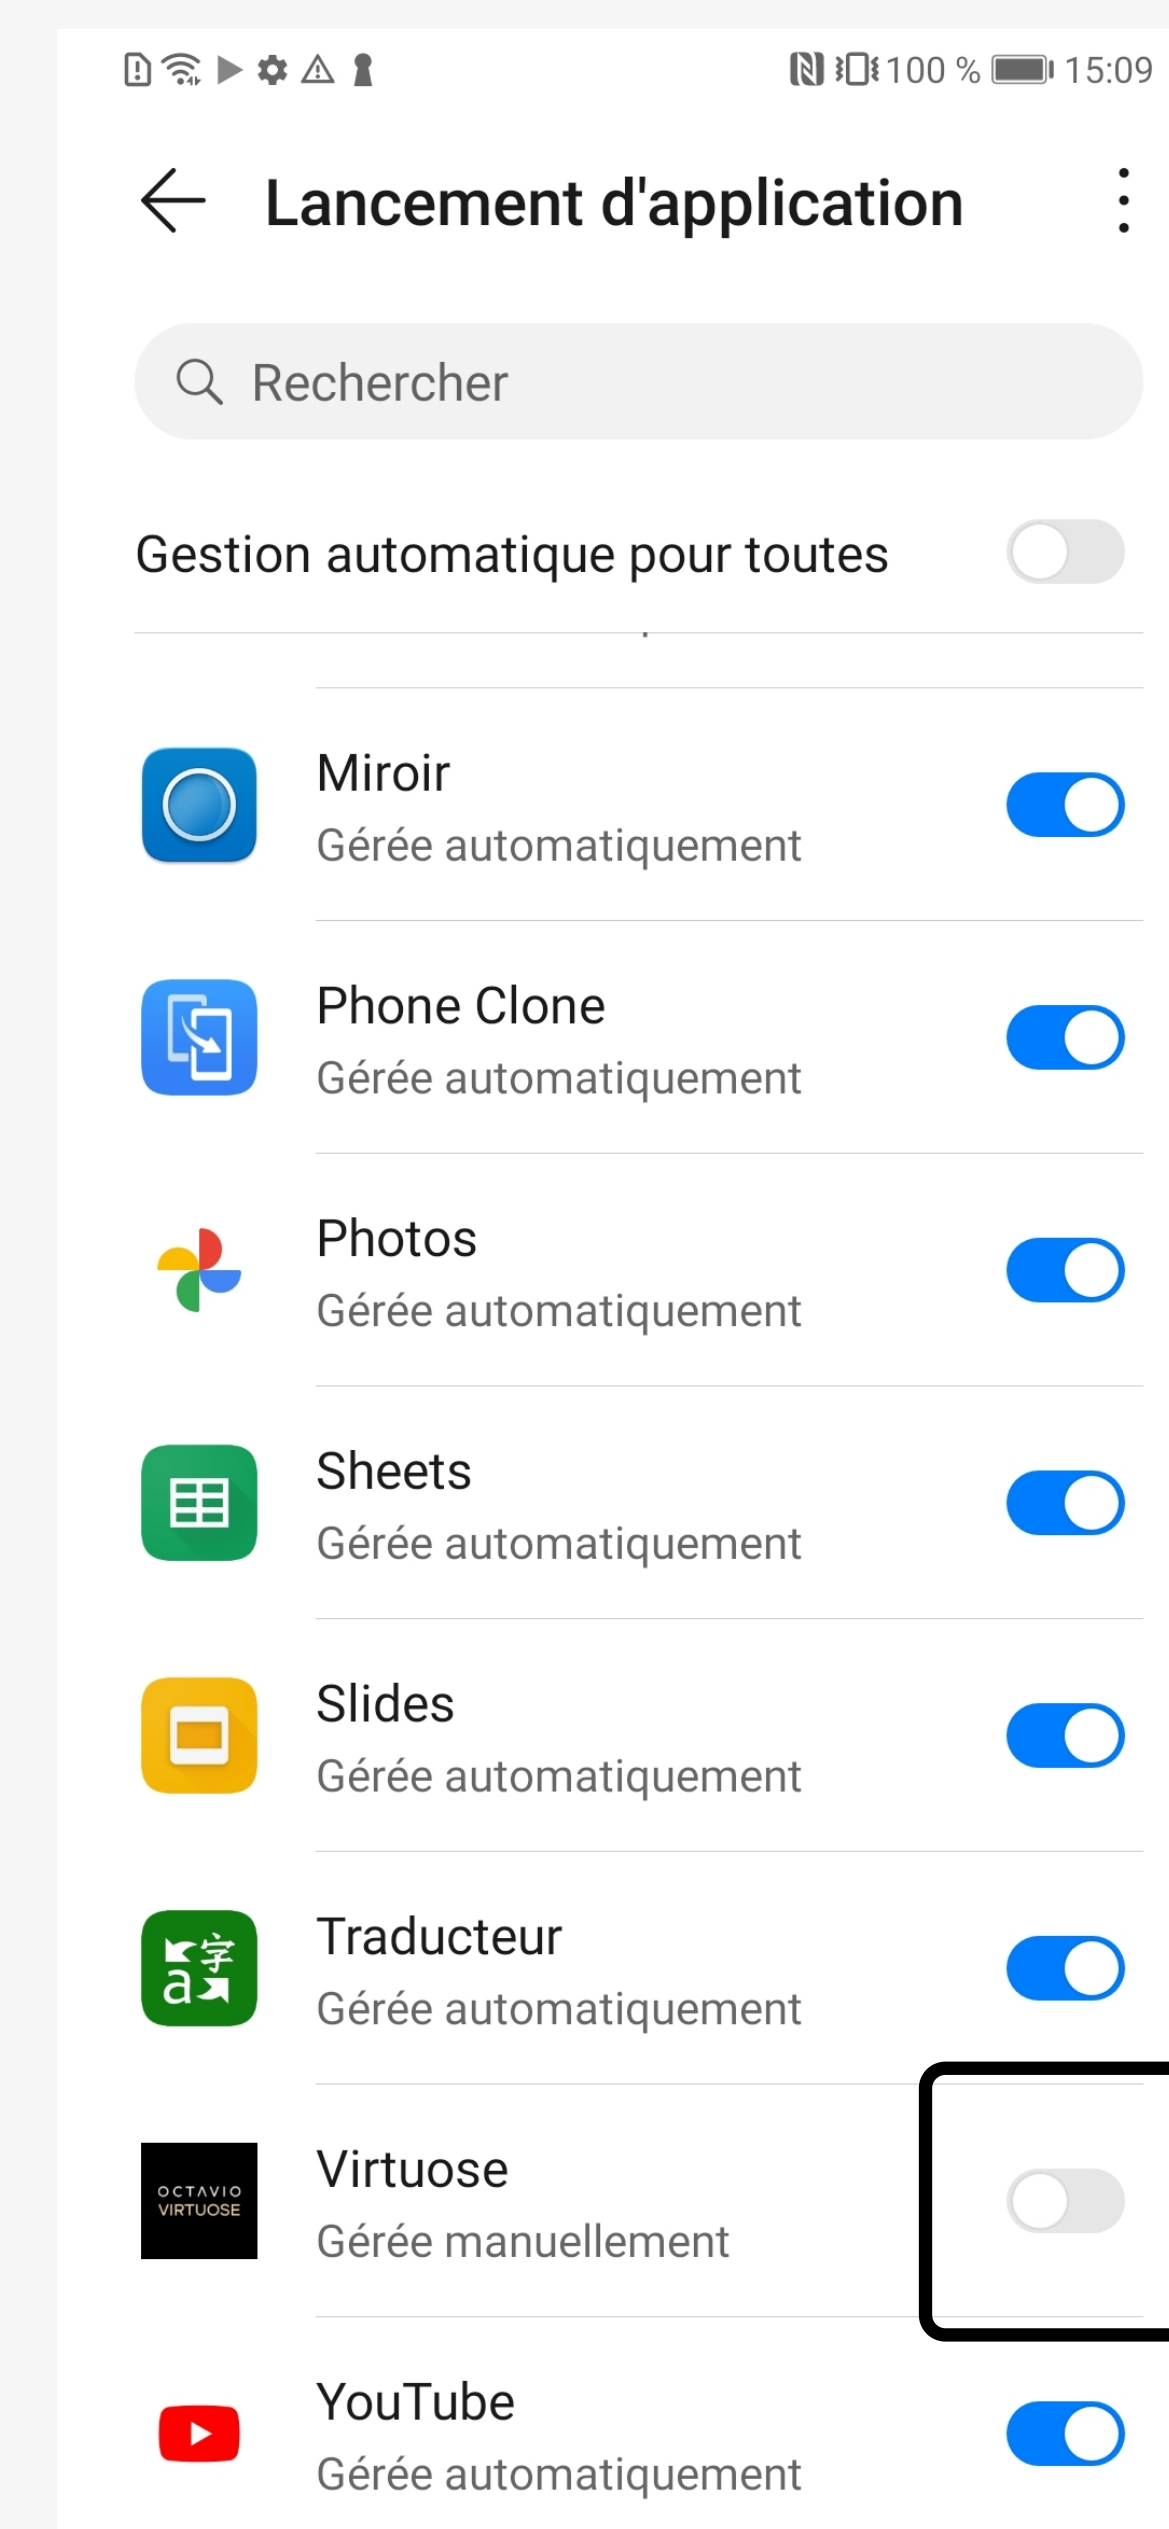 100 % 15:09
Lancement d'application
Rechercher
Gestion automatique pour toutes
Miroir
Gérée automatiquement
Phone Clone
Gérée automatiquement
Photos
Gérée automatiquement
Sheets
Gérée automatiquement
Slides
Gérée automatiquement
字
a
Traducteur
Gérée automatiquement
OCTAVIO
VIRTUOSE
Virtuose
Gérée manuellement
YouTube
Gérée automatiquement